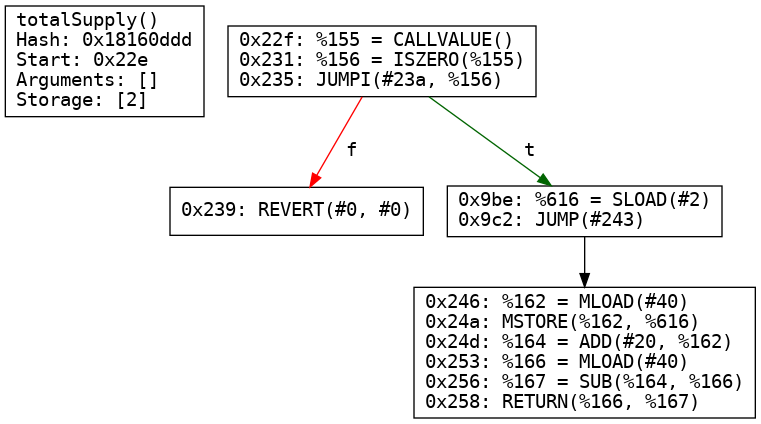 totalSupply()
Hash: 0x18160ddd
Start: 0x22e
Arguments: []
Storage: [2]
0x22f: %155 = CALLVALUE()
0x231: %156 = ISZERO(%155)
0x235: JUMPI(#23a, %156)
f
t
0x239: REVERT(#0, #0)
0x9be: %616 = SLOAD(#2)
0x9c2: JUMP(#243)
0x246: %162 = MLOAD(#40)
0x24a: MSTORE(%162, %616)
0x24d: %164 = ADD(#20, %162)
0x253: %166 = MLOAD(#40)
0x256: %167 = SUB(%164, %166)
0x258: RETURN(%166, %167)